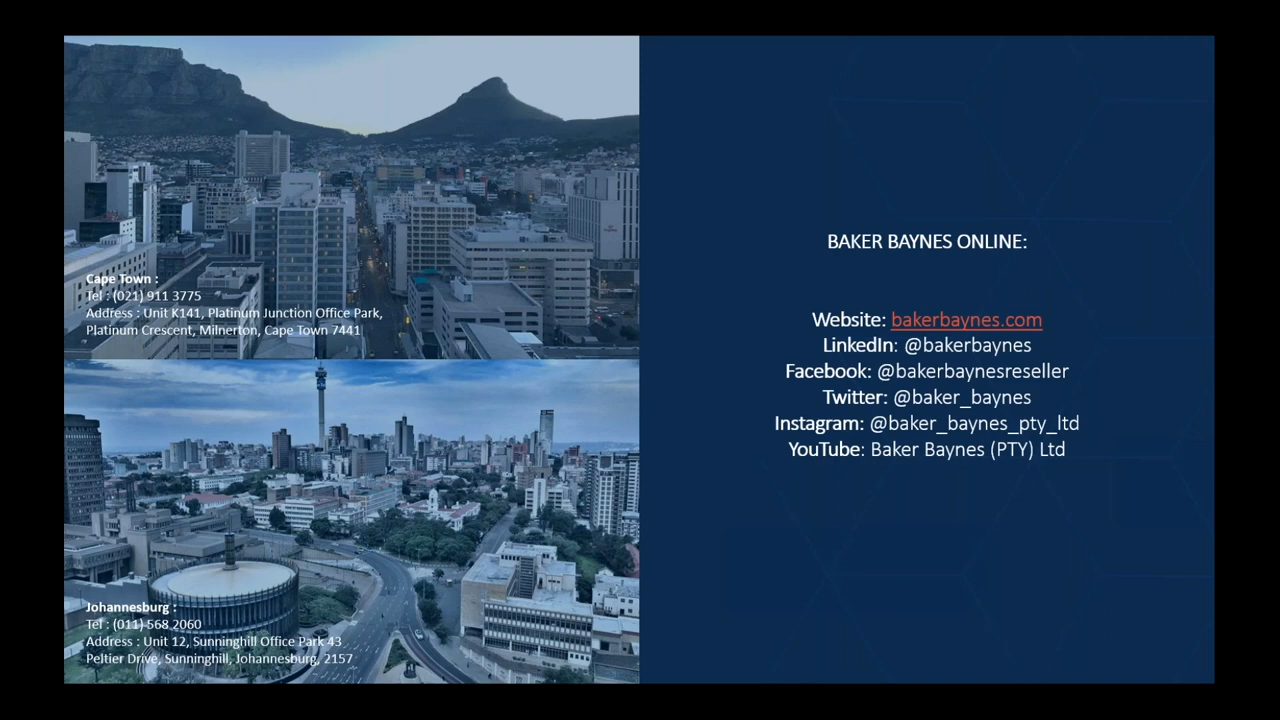 Cape Town :
Tel : (021) 911 3775
Address : Unit K141, Platinum Junction Office Park,
Platinum Crescent, Milnerton, Cape Town 7441
Johannesburg :
Tel : (011) 568 2060
Address : Unit 12, Sunninghill Office Park 43
Peltier Drive, Sunninghill, Johannesburg, 2157
BAKER BAYNES ONLINE:
Website: bakerbaynes.com
LinkedIn: @bakerbaynes
Facebook: @bakerbaynesreseller
Twitter: @baker_baynes
Instagram: @baker_baynes_pty_ltd
YouTube: Baker Baynes (PTY) Ltd